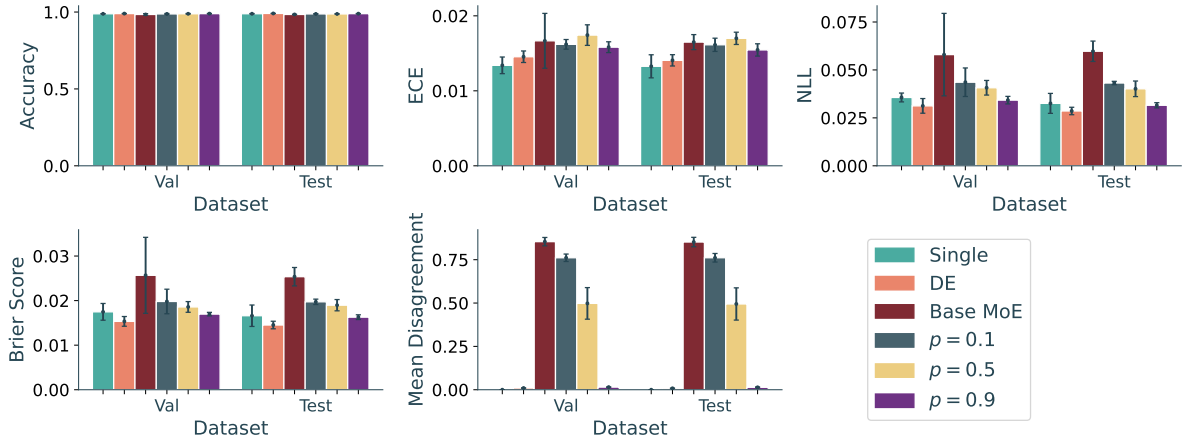 Accuracy
1.0
0.5
0.0
Val
Test
Dataset
ECE
0.02
0.01
0.00
Val
Test
Dataset
NLL
0.075
0.050
0.025
0.000
Val
Test
Dataset
Brier Score
0.03
0.02
0.01
0.00
Val
Test
Dataset
Mean Disagreement
0.75
0.50
0.25
0.00
Val
Test
Dataset
Single
DE
Base MoE
p = 0.1
p = 0.5
p = 0.9